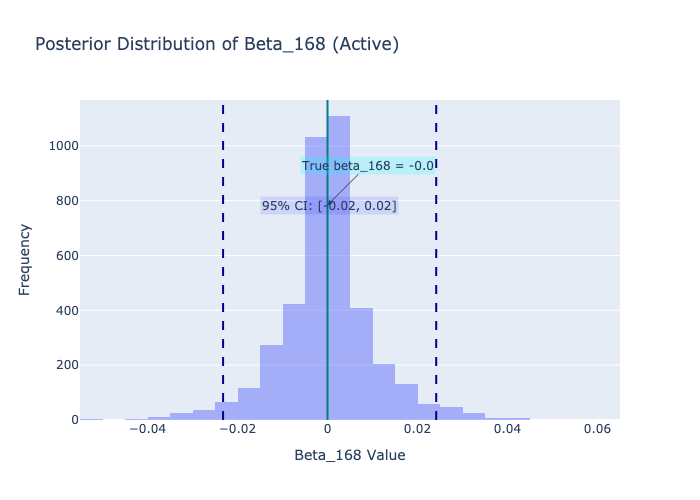 Posterior Distribution of Beta_168 (Active)
1000
800
600
400
200
0
Frequency
True beta_168 = -0.0
95% CI: [-0.02, 0.02]
−0.04
−0.02
0
0.02
0.04
0.06
Beta_168 Value